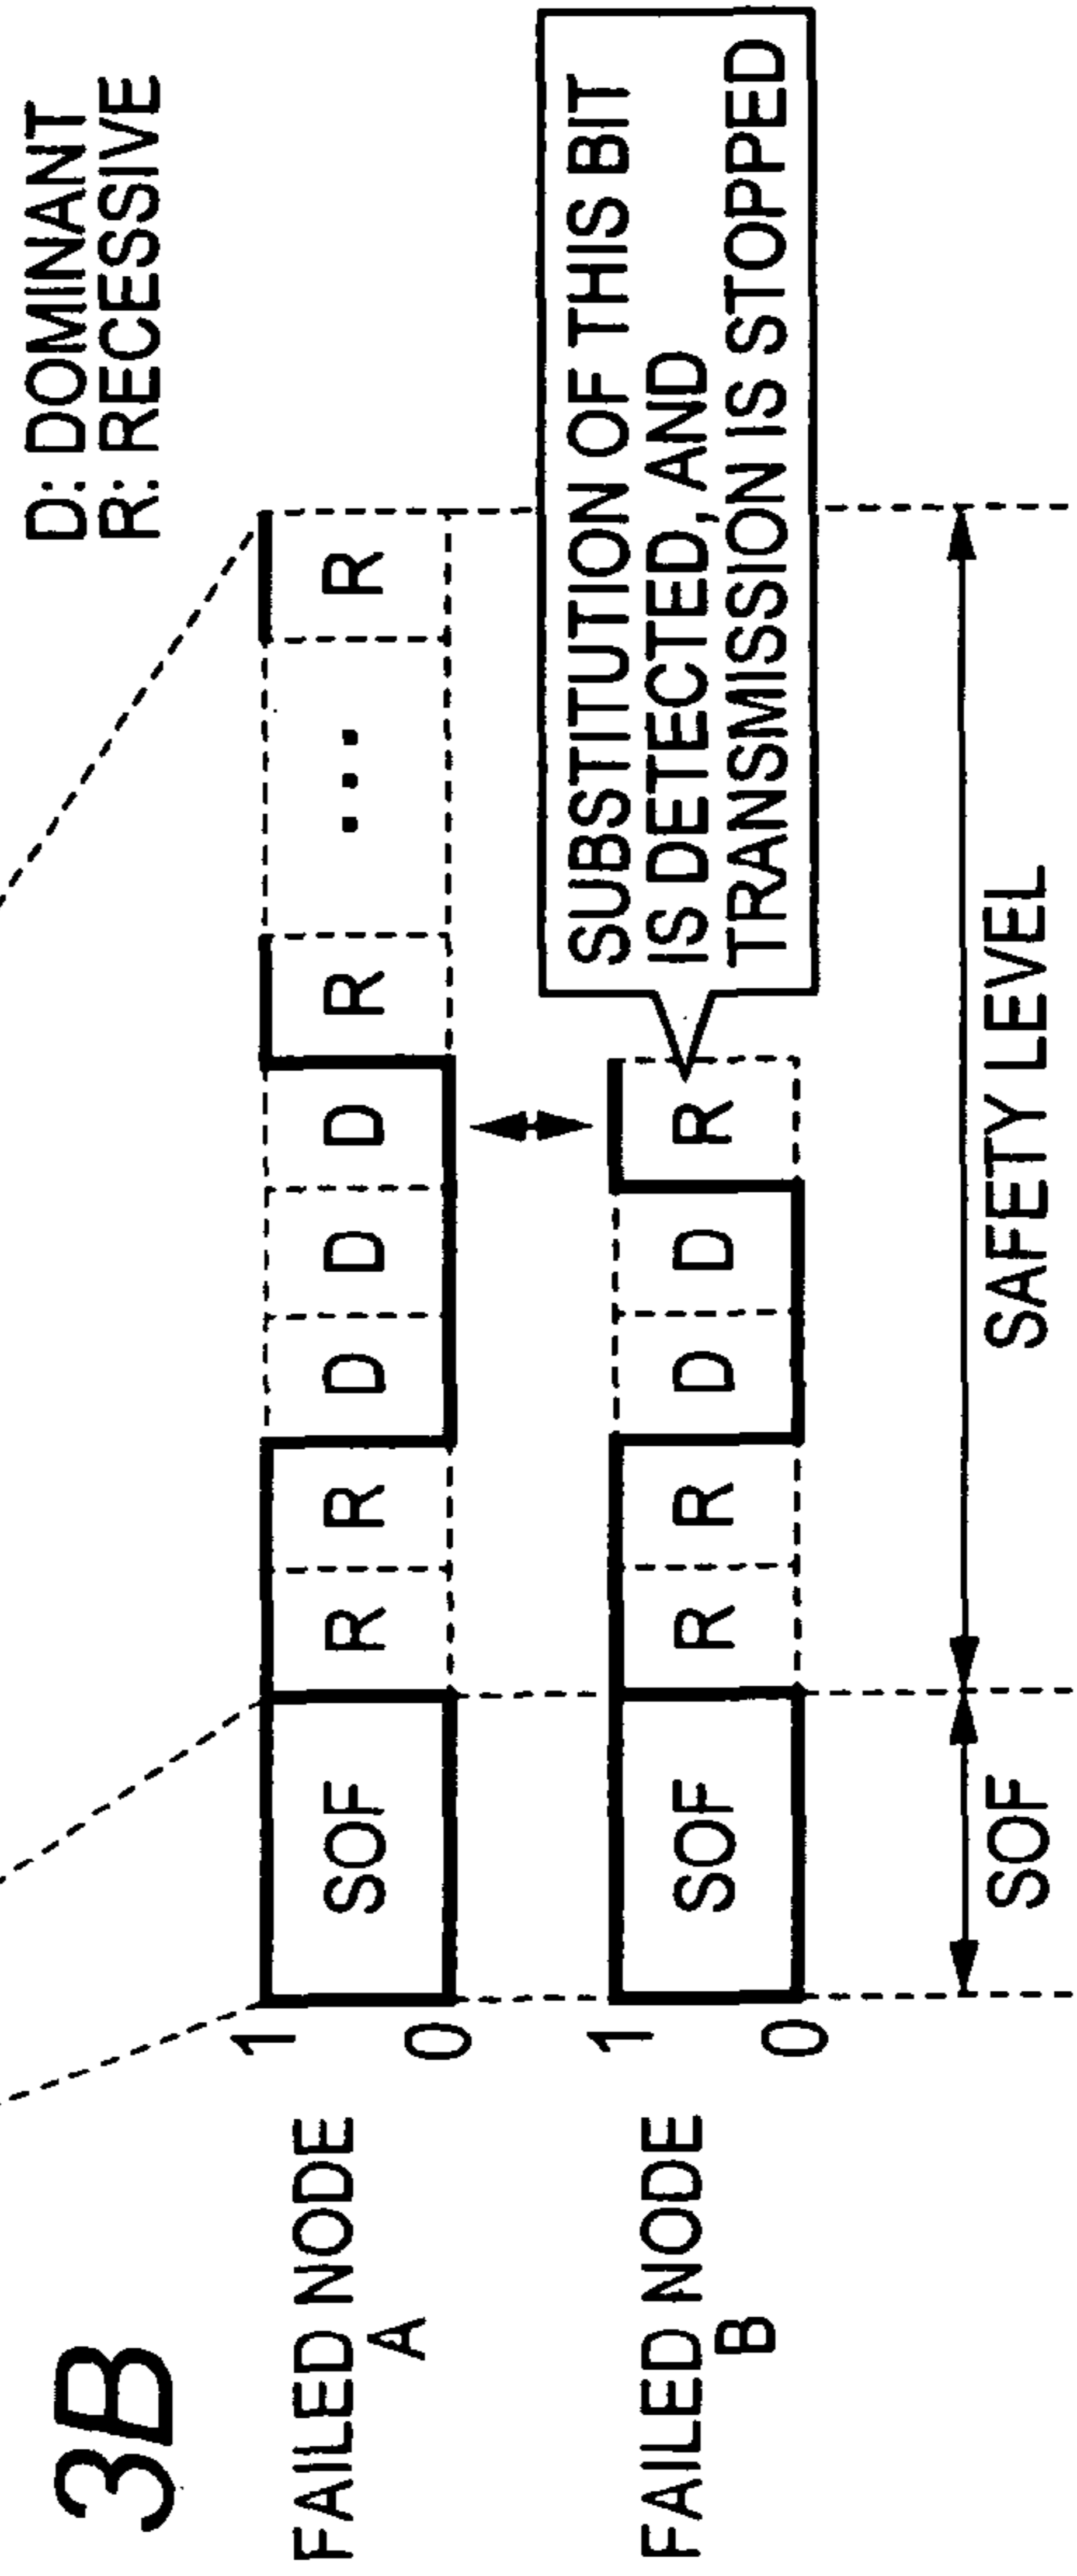 3B
D: DOMINANT
R: RECESSIVE
FAILED NODE
A
1
0
SOF R R D D D R ... R
FAILED NODE
B
1
0
SOF R R D D R
SUBSTITUTION OF THIS BIT
IS DETECTED, AND
TRANSMISSION IS STOPPED
SOF
SAFETY LEVEL